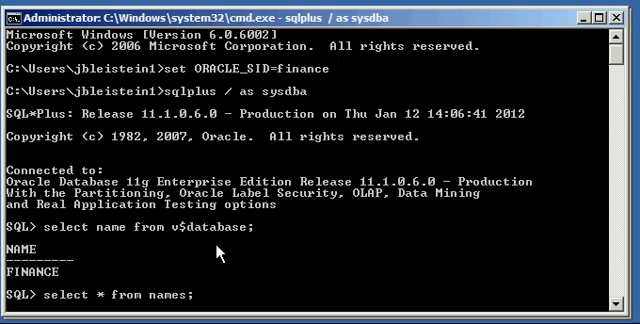 Administrator: C:\Windows\system32\cmd.exe - sqlplus / as sysdba
Microsoft Windows [Version 6.0.6002]
Copyright (c) 2006 Microsoft Corporation.  All rights reserved.
C:\Users\jbleistein1>set ORACLE_SID=finance
C:\Users\jbleistein1>sqlplus / as sysdba
SQL*Plus: Release 11.1.0.6.0 - Production on Thu Jan 12 14:06:41 2012
Copyright (c) 1982, 2007, Oracle.  All rights reserved.
Connected to:
Oracle Database 11g Enterprise Edition Release 11.1.0.6.0 - Production
With the Partitioning, Oracle Label Security, OLAP, Data Mining
and Real Application Testing options
SQL> select name from v$database;
NAME
---------
FINANCE
SQL> select * from names;